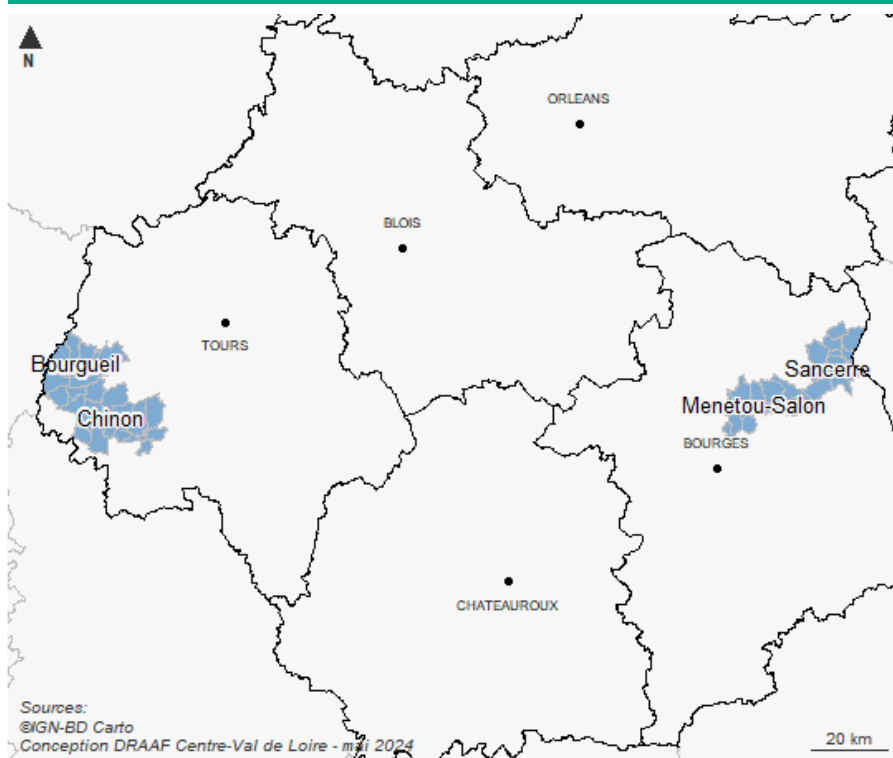 N
ORLEANS
BLOIS
TOURS
Bourgueil
Sancerre
Chinon
Menetou-Salon
BOURGES
CHATEAUROUX
Sources:
©IGN-BD Carto
Conception DRAAF Centre-Val de Loire - mai 2024
20 km